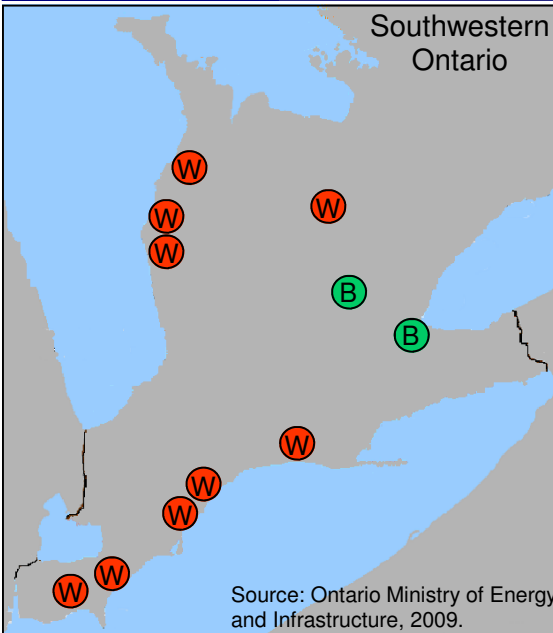 Southwestern
Ontario
W
W
W
W
B
B
W
W
W
W
W
Source: Ontario Ministry of Energy
and Infrastructure, 2009.